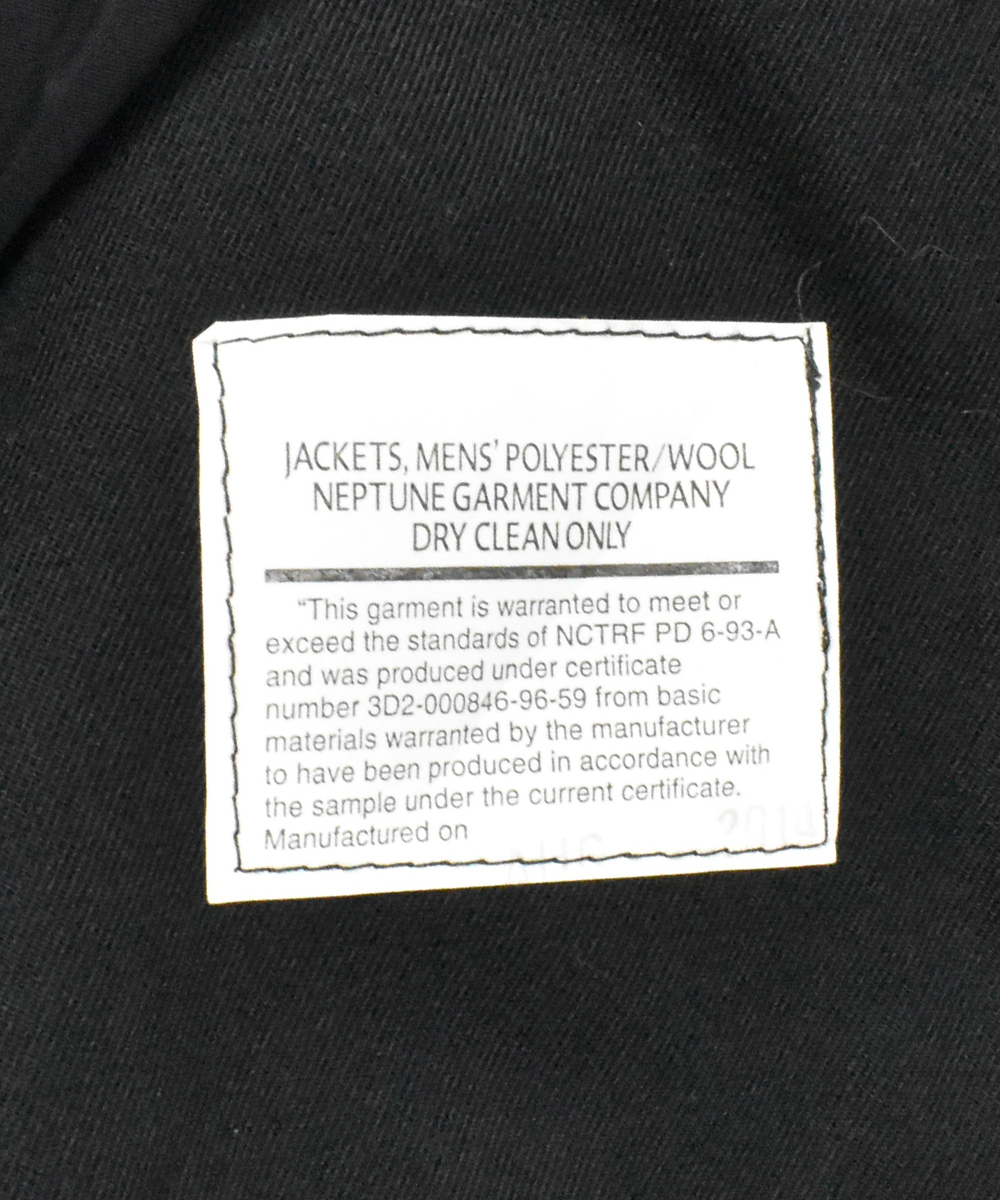 JACKETS, MENS' POLYESTER/WOOL
NEPTUNE GARMENT COMPANY
DRY CLEAN ONLY
“This garment is warranted to meet or
exceed the standards of NCTRF PD 6-93-A
and was produced under certificate
number 3D2-000846-96-59 from basic
materials warranted by the manufacturer
to have been produced in accordance with
the sample under the current certificate.
Manufactured on AUG 2014